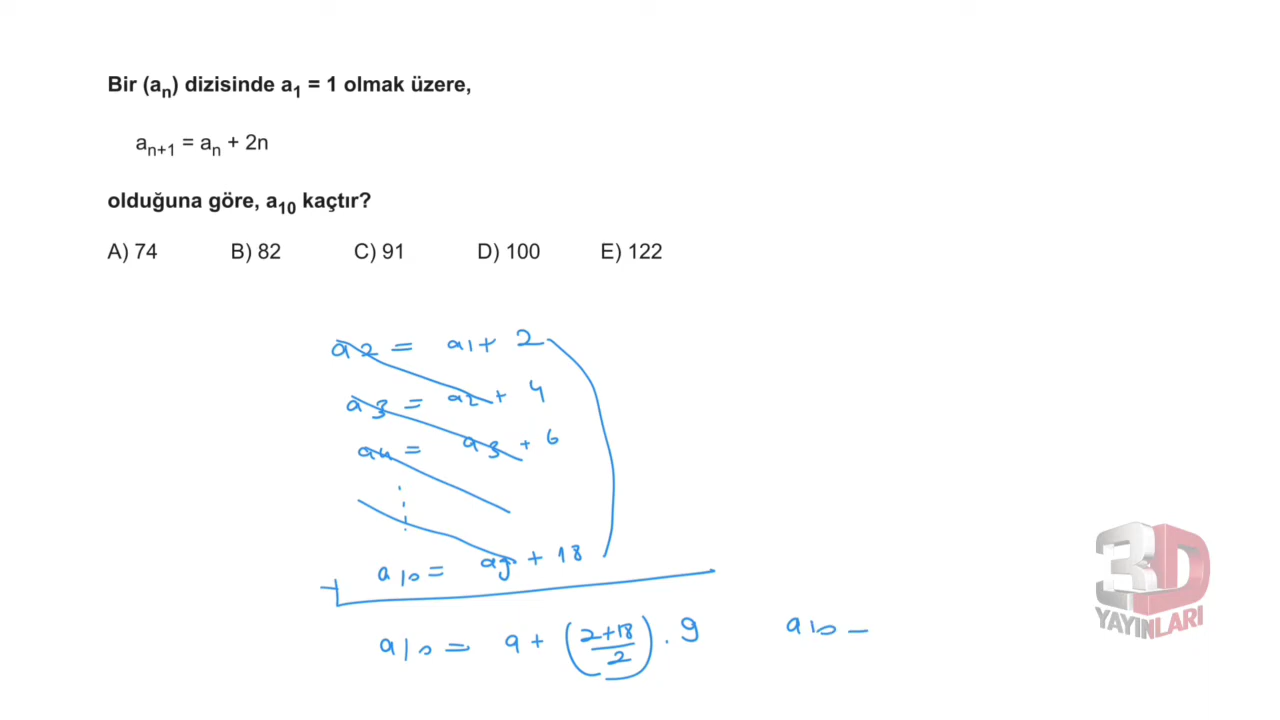 Bir (aₙ) dizisinde a₁ = 1 olmak üzere,
aₙ₊₁ = aₙ + 2n
olduğuna göre, a₁₀ kaçtır?
A) 74 B) 82 C) 91 D) 100 E) 122
a2 = a1 + 2
a3 = a2 + 4
a4 = a3 + 6
a10 = a9 + 18
a10 = a + (2+18/2) . 9 a10 =
3D
YAYINLARI